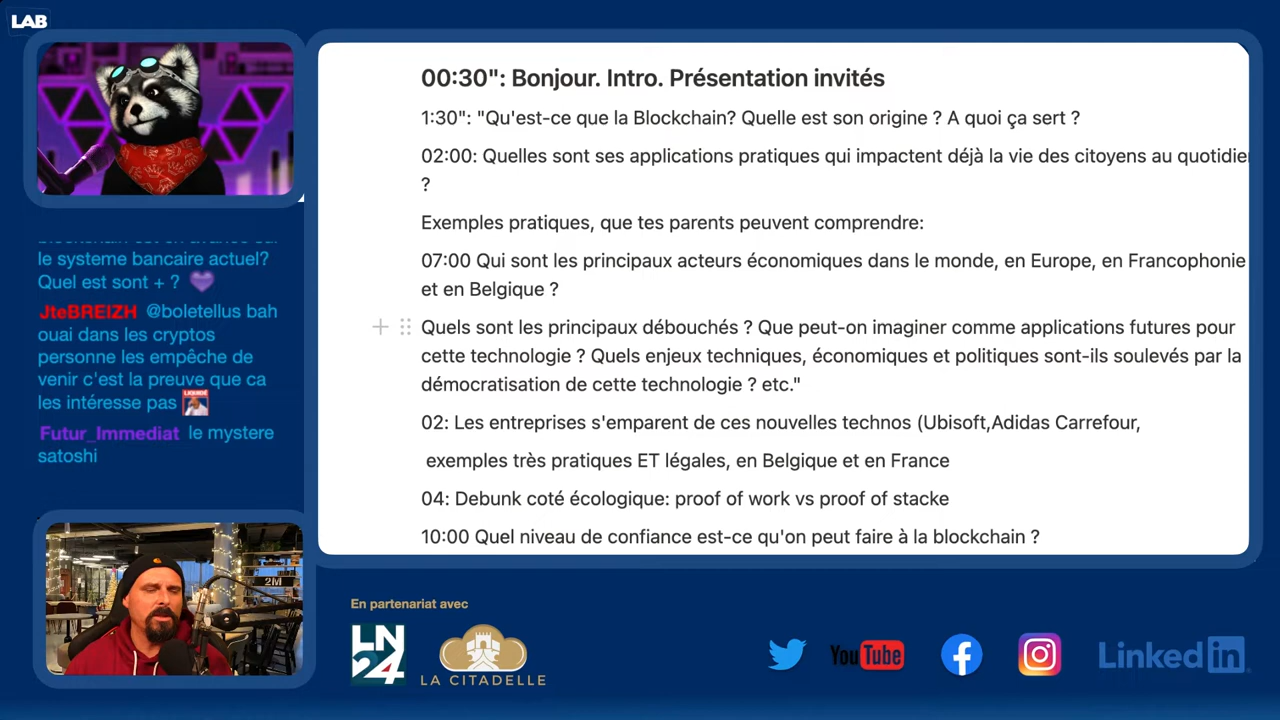 LAB
le systeme bancaire actuel?
Quel est sont + ?
JteBREIZH @boletellus bah
ouai dans les cryptos
personne les empêche de
venir c'est la preuve que ca
les intéresse pas
LIQUIDÉ
Futur_Immediat le mystere
satoshi
00:30": Bonjour. Intro. Présentation invités
1:30": "Qu'est-ce que la Blockchain? Quelle est son origine ? A quoi ça sert ?
02:00: Quelles sont ses applications pratiques qui impactent déjà la vie des citoyens au quotidien
?
Exemples pratiques, que tes parents peuvent comprendre:
07:00 Qui sont les principaux acteurs économiques dans le monde, en Europe, en Francophonie
et en Belgique ?
Quels sont les principaux débouchés ? Que peut-on imaginer comme applications futures pour
cette technologie ? Quels enjeux techniques, économiques et politiques sont-ils soulevés par la
démocratisation de cette technologie ? etc."
02: Les entreprises s'emparent de ces nouvelles technos (Ubisoft,Adidas Carrefour,
exemples très pratiques ET légales, en Belgique et en France
04: Debunk coté écologique: proof of work vs proof of stacke
10:00 Quel niveau de confiance est-ce qu'on peut faire à la blockchain ?
2M
En partenariat avec
LN
24
LA CITADELLE
YouTube
LinkedIn